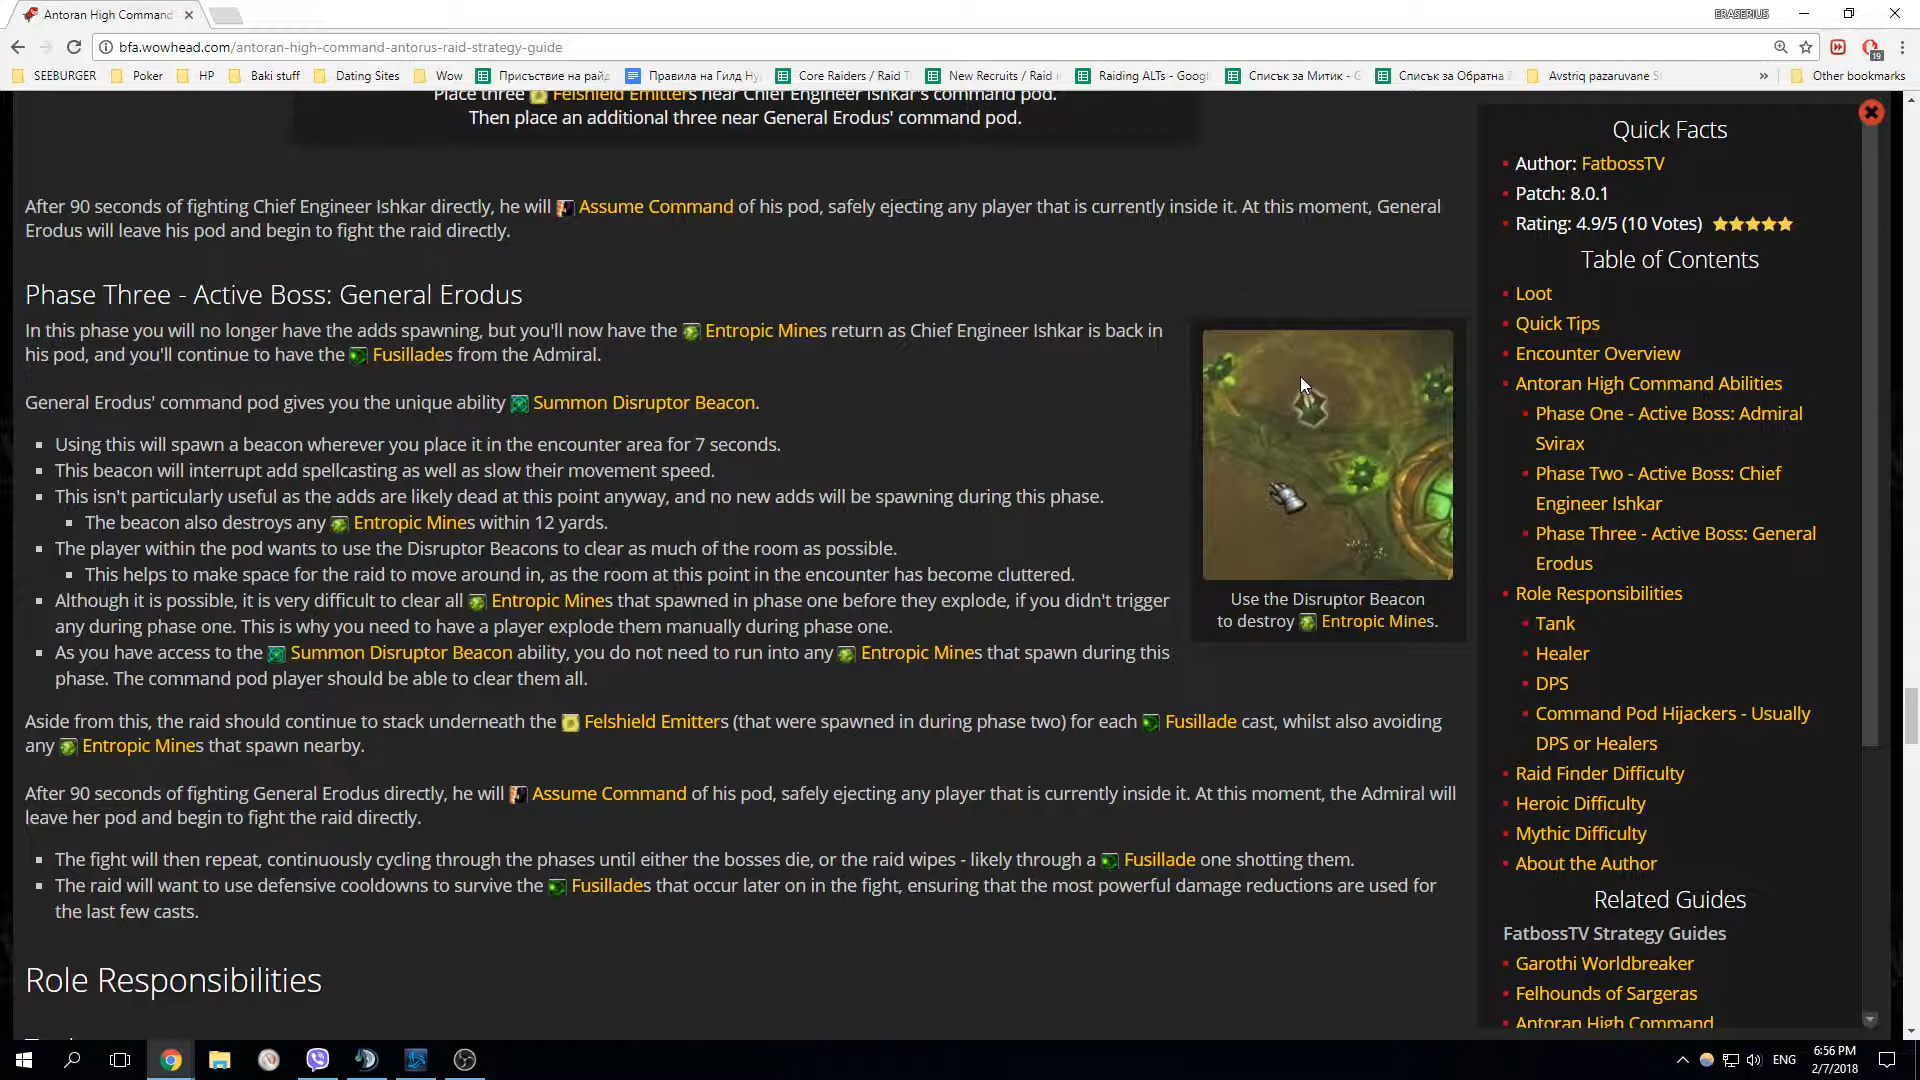 Antoran High Command
ERASERIUS
bfa.wowhead.com/antoran-high-command-antorus-raid-strategy-guide
19
SEEBURGER
Poker
HP
Baki stuff
Dating Sites
Wow
Присъствие на рейд
Правила на Гилд Ну
Core Raiders / Raid T
New Recruits / Raid
Raiding ALTs - Googl
Списък за Митик - G
Списък за Обратна
Avstriq pazaruvane S
»
Other bookmarks
Place three Felshield Emitters near Chief Engineer Ishkar's command pod.
Then place an additional three near General Erodus' command pod.
After 90 seconds of fighting Chief Engineer Ishkar directly, he will Assume Command of his pod, safely ejecting any player that is currently inside it. At this moment, General
Erodus will leave his pod and begin to fight the raid directly.
Phase Three - Active Boss: General Erodus
In this phase you will no longer have the adds spawning, but you'll now have the Entropic Mines return as Chief Engineer Ishkar is back in
his pod, and you'll continue to have the Fusillades from the Admiral.
General Erodus' command pod gives you the unique ability Summon Disruptor Beacon.
Using this will spawn a beacon wherever you place it in the encounter area for 7 seconds.
This beacon will interrupt add spellcasting as well as slow their movement speed.
This isn't particularly useful as the adds are likely dead at this point anyway, and no new adds will be spawning during this phase.
The beacon also destroys any Entropic Mines within 12 yards.
The player within the pod wants to use the Disruptor Beacons to clear as much of the room as possible.
This helps to make space for the raid to move around in, as the room at this point in the encounter has become cluttered.
Although it is possible, it is very difficult to clear all Entropic Mines that spawned in phase one before they explode, if you didn't trigger
any during phase one. This is why you need to have a player explode them manually during phase one.
As you have access to the Summon Disruptor Beacon ability, you do not need to run into any Entropic Mines that spawn during this
phase. The command pod player should be able to clear them all.
Use the Disruptor Beacon
to destroy Entropic Mines.
Aside from this, the raid should continue to stack underneath the Felshield Emitters (that were spawned in during phase two) for each Fusillade cast, whilst also avoiding
any Entropic Mines that spawn nearby.
After 90 seconds of fighting General Erodus directly, he will Assume Command of his pod, safely ejecting any player that is currently inside it. At this moment, the Admiral will
leave her pod and begin to fight the raid directly.
The fight will then repeat, continuously cycling through the phases until either the bosses die, or the raid wipes - likely through a Fusillade one shotting them.
The raid will want to use defensive cooldowns to survive the Fusillades that occur later on in the fight, ensuring that the most powerful damage reductions are used for
the last few casts.
Role Responsibilities
Quick Facts
Author: FatbossTV
Patch: 8.0.1
Rating: 4.9/5 (10 Votes)
Table of Contents
Loot
Quick Tips
Encounter Overview
Antoran High Command Abilities
Phase One - Active Boss: Admiral
Svirax
Phase Two - Active Boss: Chief
Engineer Ishkar
Phase Three - Active Boss: General
Erodus
Role Responsibilities
Tank
Healer
DPS
Command Pod Hijackers - Usually
DPS or Healers
Raid Finder Difficulty
Heroic Difficulty
Mythic Difficulty
About the Author
Related Guides
FatbossTV Strategy Guides
Garothi Worldbreaker
Felhounds of Sargeras
Antoran High Command
ENG
6:56 PM
2/7/2018